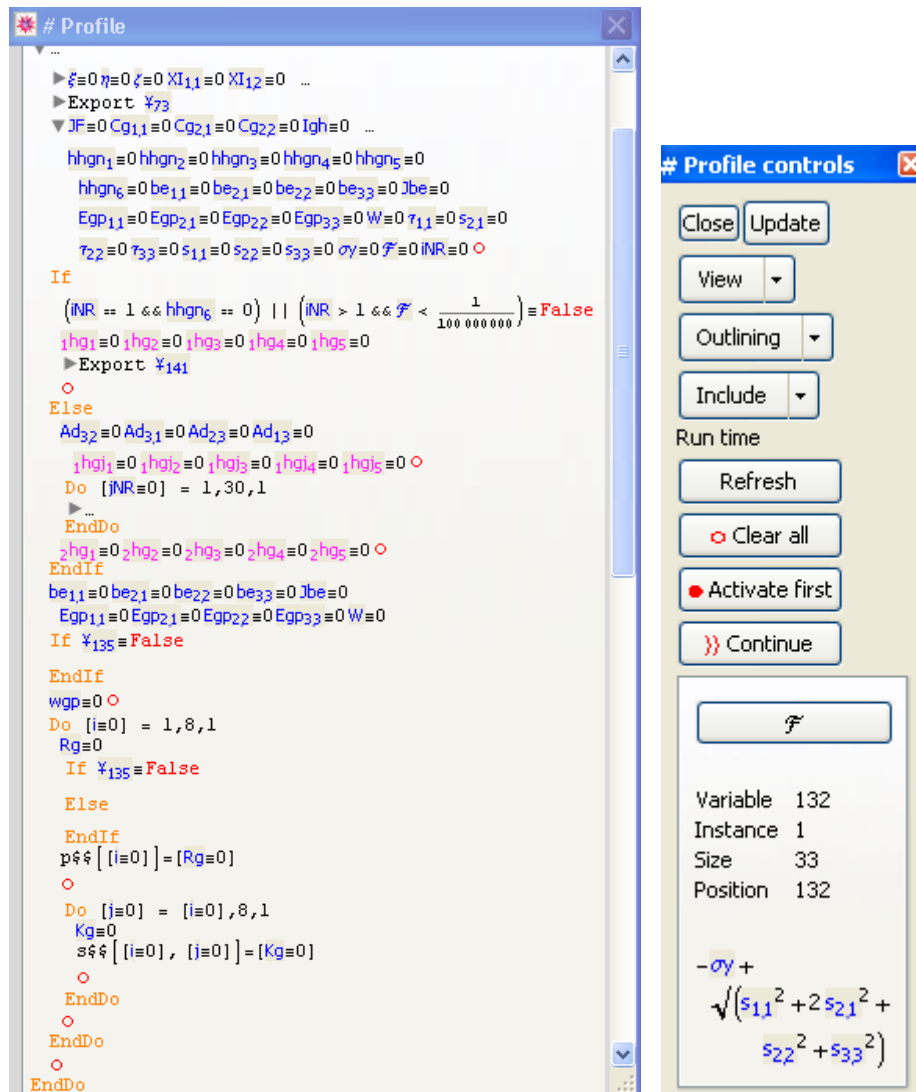 # Profile
...
ξ≡0 η≡0 ζ≡0 XI1,1≡0 XI1,2≡0 ...
Export ¥73
JF≡0 Cg1,1≡0 Cg2,1≡0 Cg2,2≡0 Igh≡0 ...
hhgn1≡0 hhgn2≡0 hhgn3≡0 hhgn4≡0 hhgn5≡0
hhgn6≡0 be1,1≡0 be2,1≡0 be2,2≡0 be3,3≡0 Jbe≡0
Egp1,1≡0 Egp2,1≡0 Egp2,2≡0 Egp3,3≡0 W≡0 τ1,1≡0 s2,1≡0
τ2,2≡0 τ3,3≡0 s1,1≡0 s2,2≡0 s3,3≡0 σy≡0 ℱ≡0 iNR≡0
If
(iNR == 1 && hhgn6 == 0) || (iNR > 1 && ℱ < 1/100 000 000) ≡ False
1hg1≡0 1hg2≡0 1hg3≡0 1hg4≡0 1hg5≡0
Export ¥141
Else
Ad3,2≡0 Ad3,1≡0 Ad2,3≡0 Ad1,3≡0
1hgj1≡0 1hgj2≡0 1hgj3≡0 1hgj4≡0 1hgj5≡0
Do [jNR≡0] = 1,30,1
...
EndDo
2hg1≡0 2hg2≡0 2hg3≡0 2hg4≡0 2hg5≡0
EndIf
be1,1≡0 be2,1≡0 be2,2≡0 be3,3≡0 Jbe≡0
Egp1,1≡0 Egp2,1≡0 Egp2,2≡0 Egp3,3≡0 W≡0
If ¥135≡False
EndIf
wgp≡0
Do [i≡0] = 1,8,1
Rg≡0
If ¥135≡False
Else
EndIf
p$$[[i≡0]]=[Rg≡0]
Do [j≡0] = [i≡0],8,1
Kg≡0
s$$[[i≡0], [j≡0]]=[Kg≡0]
EndDo
EndDo
EndDo
# Profile controls
Close Update
View
Outlining
Include
Run time
Refresh
Clear all
Activate first
}} Continue
ℱ
Variable 132
Instance 1
Size 33
Position 132
-σy +
√(s1,1² + 2 s2,1² +
s2,2² + s3,3²)